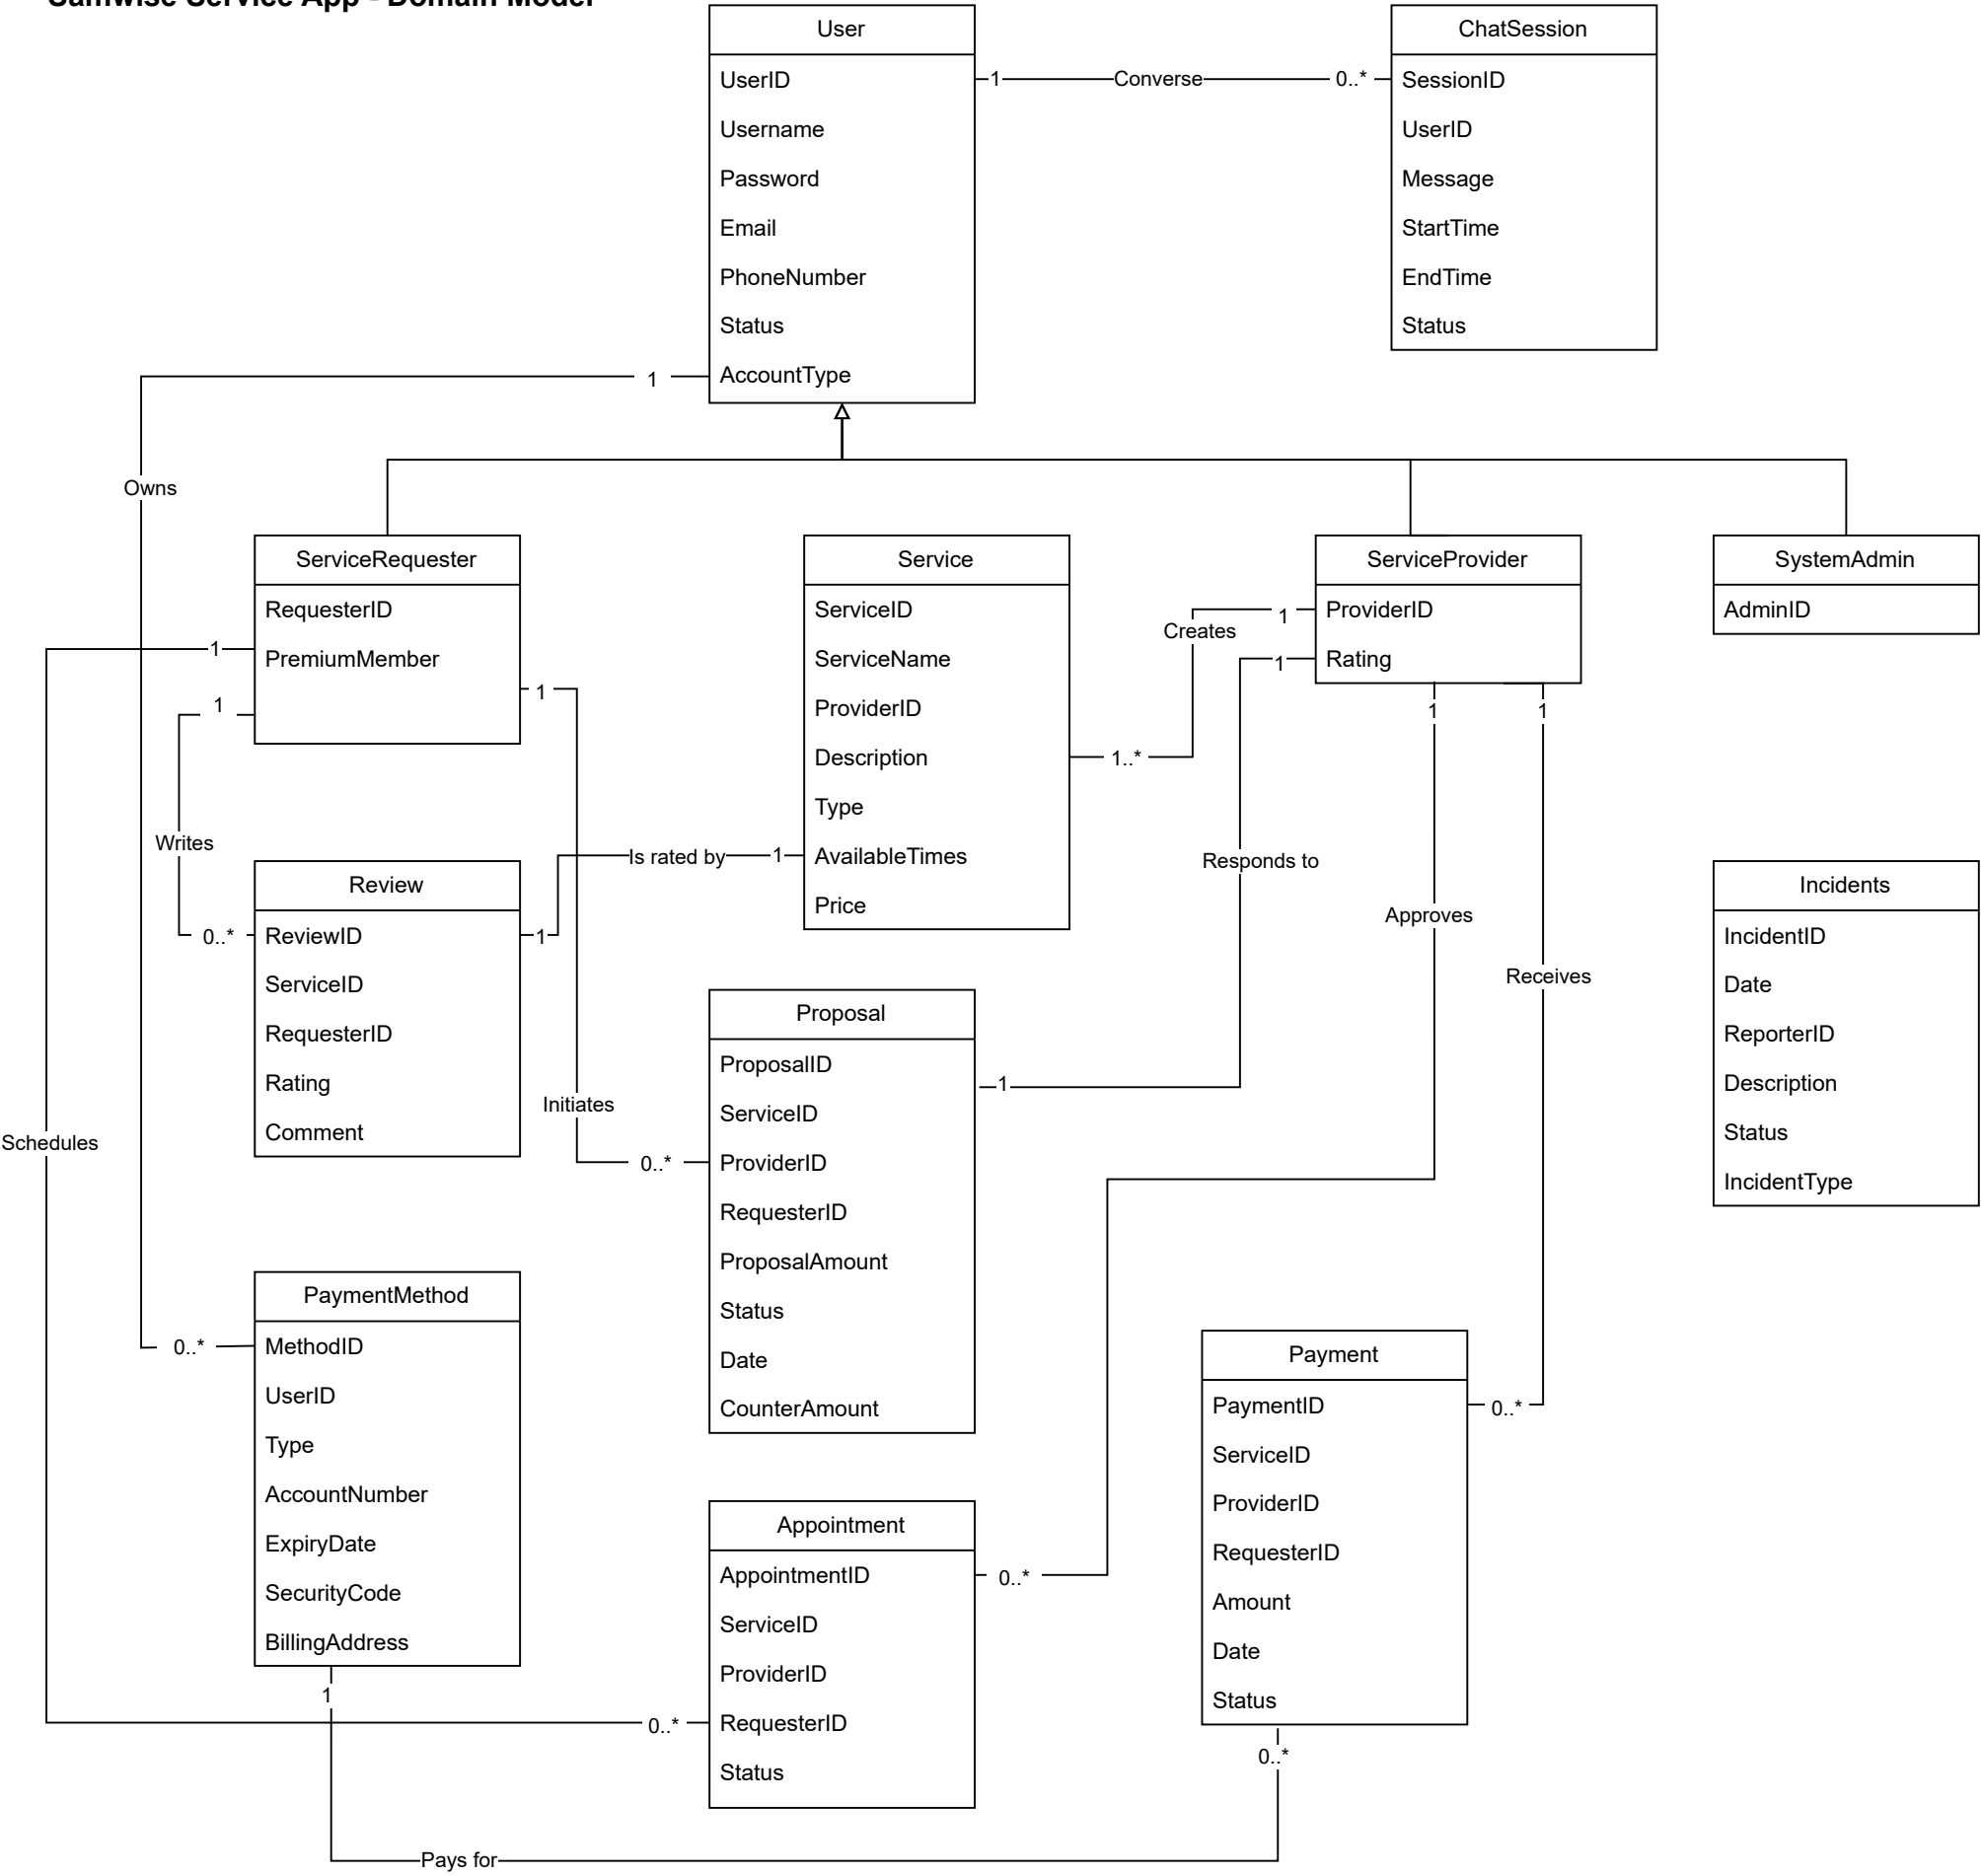 Samwise Service App - Domain Model
User
UserID
Username
Password
Email
PhoneNumber
Status
AccountType
ChatSession
SessionID
UserID
Message
StartTime
EndTime
Status
1
Converse
0..*
1
Owns
ServiceRequester
RequesterID
PremiumMember
Service
ServiceID
ServiceName
ProviderID
Description
Type
AvailableTimes
Price
ServiceProvider
ProviderID
Rating
SystemAdmin
AdminID
1
Creates
1..*
1
1
1
1
1
1
Writes
0..*
Is rated by
1
1
Responds to
Approves
Receives
Review
ReviewID
ServiceID
RequesterID
Rating
Comment
Incidents
IncidentID
Date
ReporterID
Description
Status
IncidentType
Proposal
ProposalID
ServiceID
ProviderID
RequesterID
ProposalAmount
Status
Date
CounterAmount
1
Initiates
0..*
Schedules
PaymentMethod
MethodID
UserID
Type
AccountNumber
ExpiryDate
SecurityCode
BillingAddress
0..*
Payment
PaymentID
ServiceID
ProviderID
RequesterID
Amount
Date
Status
0..*
Appointment
AppointmentID
ServiceID
ProviderID
RequesterID
Status
0..*
1
0..*
0..*
Pays for